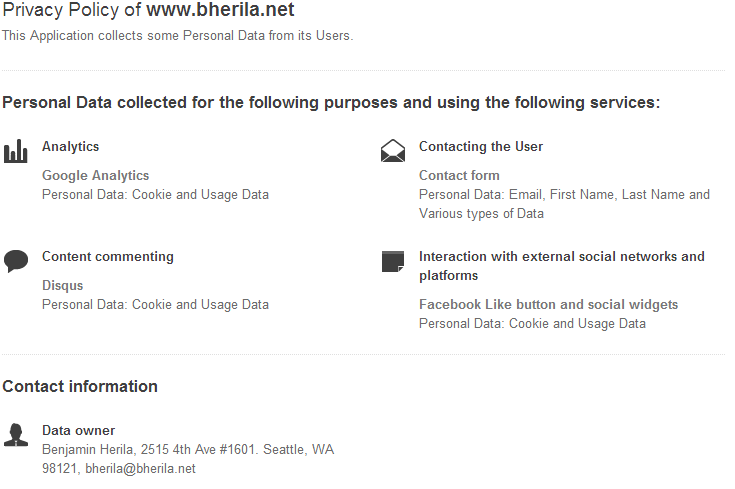 Privacy Policy of www.bherila.net
This Application collects some Personal Data from its Users.
Personal Data collected for the following purposes and using the following services:
Analytics
Google Analytics
Personal Data: Cookie and Usage Data
Contacting the User
Contact form
Personal Data: Email, First Name, Last Name and
Various types of Data
Content commenting
Disqus
Personal Data: Cookie and Usage Data
Interaction with external social networks and
platforms
Facebook Like button and social widgets
Personal Data: Cookie and Usage Data
Contact information
Data owner
Benjamin Herila, 2515 4th Ave #1601. Seattle, WA
98121, bherila@bherila.net